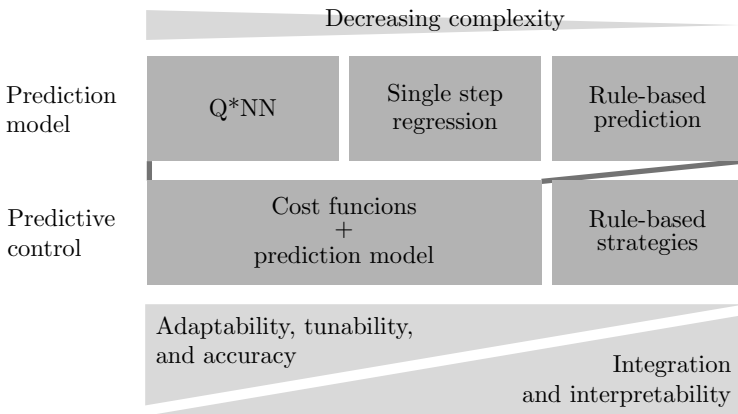 Decreasing complexity
Prediction
model
Q*NN
Single step
regression
Rule-based
prediction
Predictive
control
Cost funcions
+
prediction model
Rule-based
strategies
Adaptability, tunability,
and accuracy
Integration
and interpretability